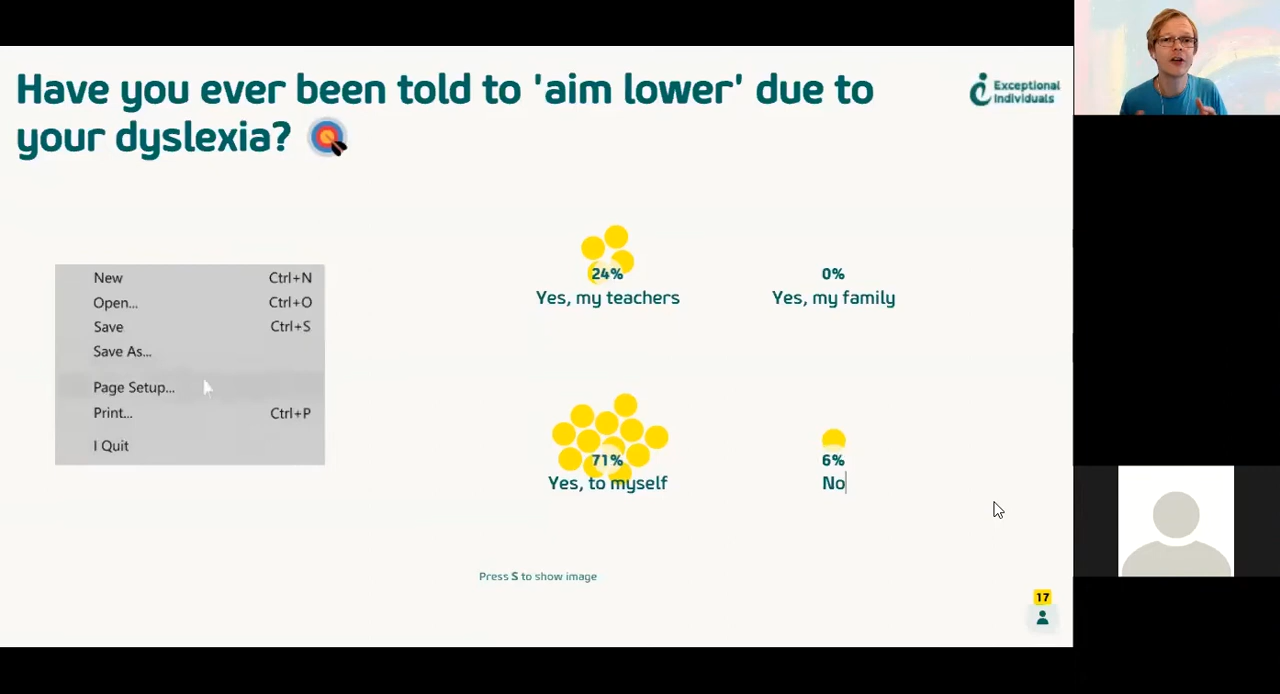 Have you ever been told to 'aim lower' due to
your dyslexia?
Exceptional
Individuals
New Ctrl+N
Open... Ctrl+O
Save Ctrl+S
Save As...
Page Setup...
Print... Ctrl+P
I Quit
24%
Yes, my teachers
0%
Yes, my family
71%
Yes, to myself
6%
No
Press S to show image
17